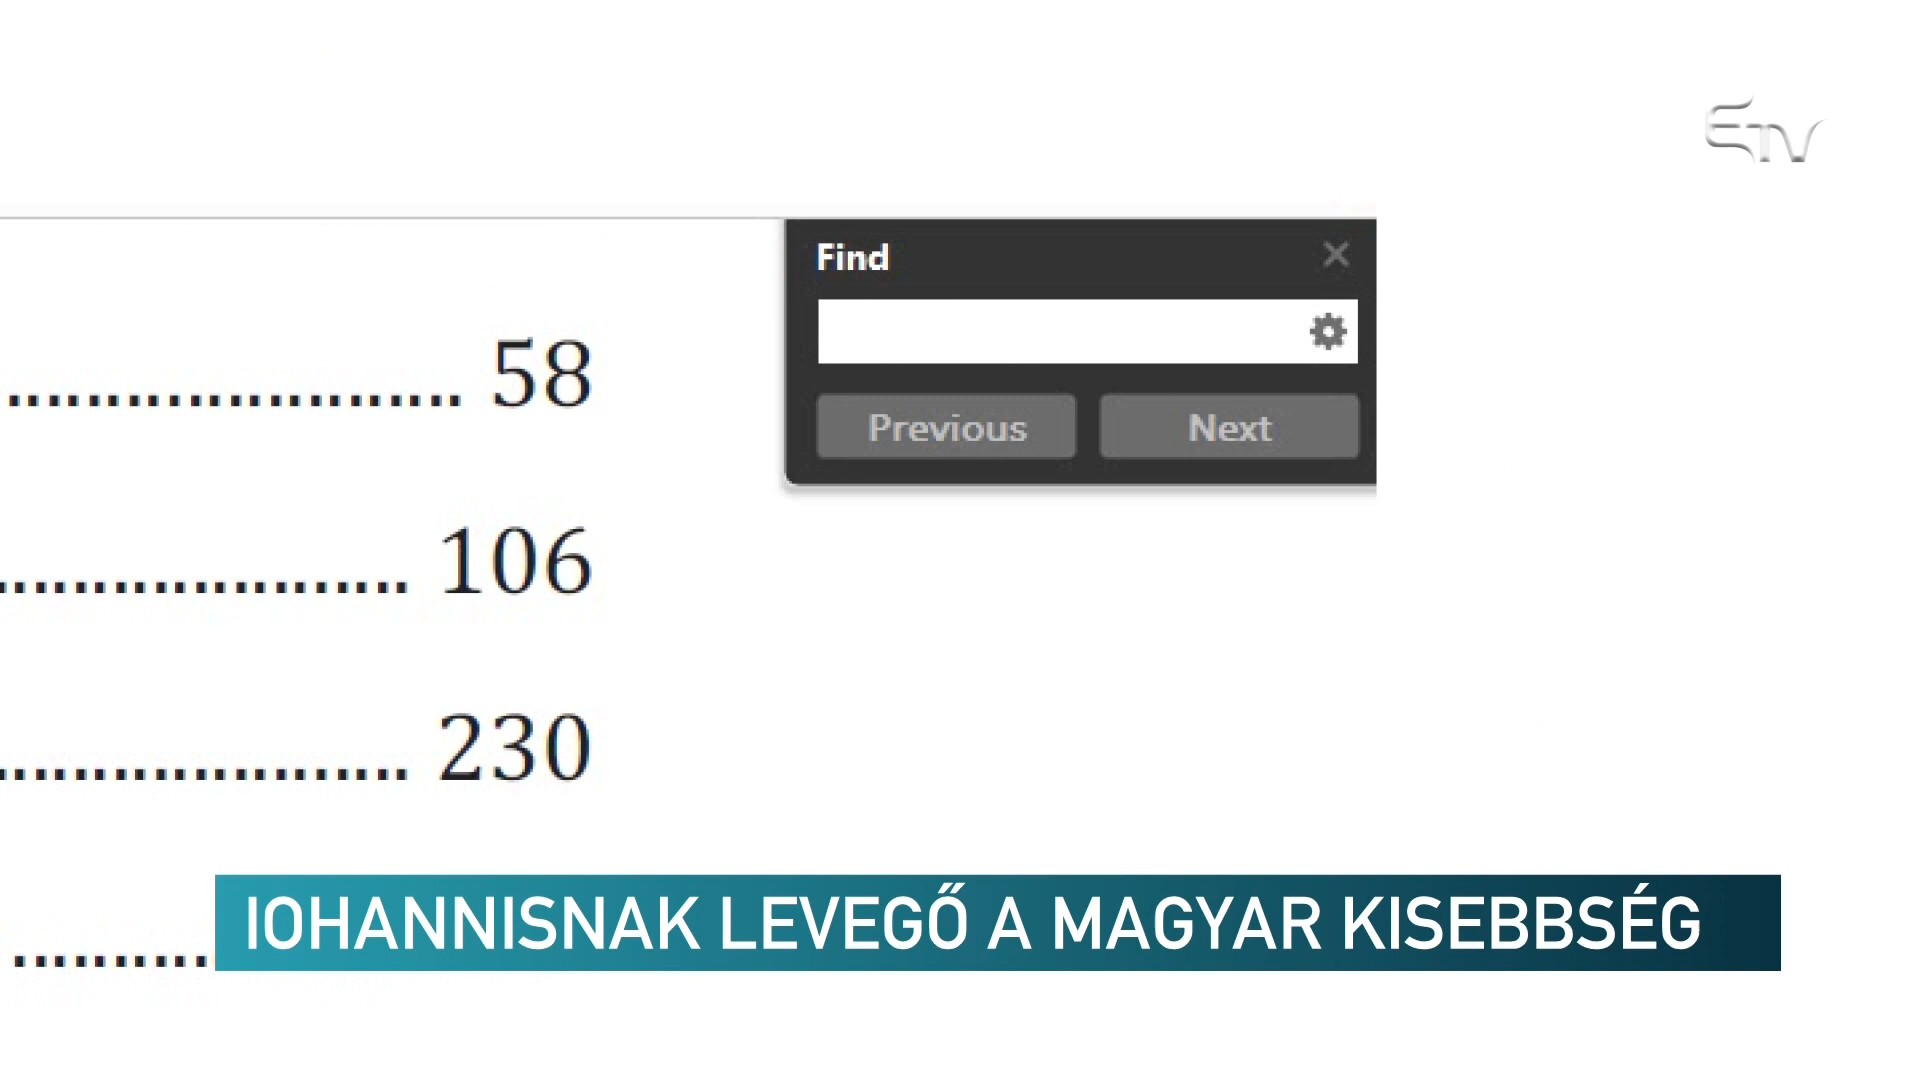 ETV
Find
Previous Next
..................... 58
..................... 106
..................... 230
..........
IOHANNISNAK LEVEGŐ A MAGYAR KISEBBSÉG